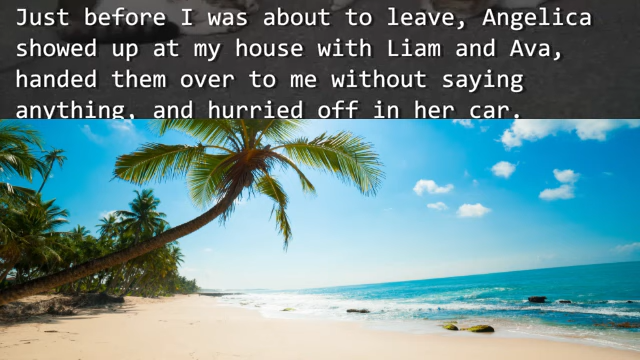 Just before I was about to leave, Angelica
showed up at my house with Liam and Ava,
handed them over to me without saying
anything, and hurried off in her car.